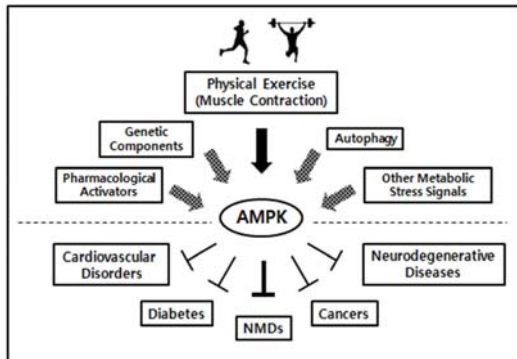 Physical Exercise
(Muscle Contraction)
Genetic
Components
Autophagy
Pharmacological
Activators
Other Metabolic
Stress Signals
AMPK
Cardiovascular
Disorders
Neurodegenerative
Diseases
Diabetes
NMDs
Cancers